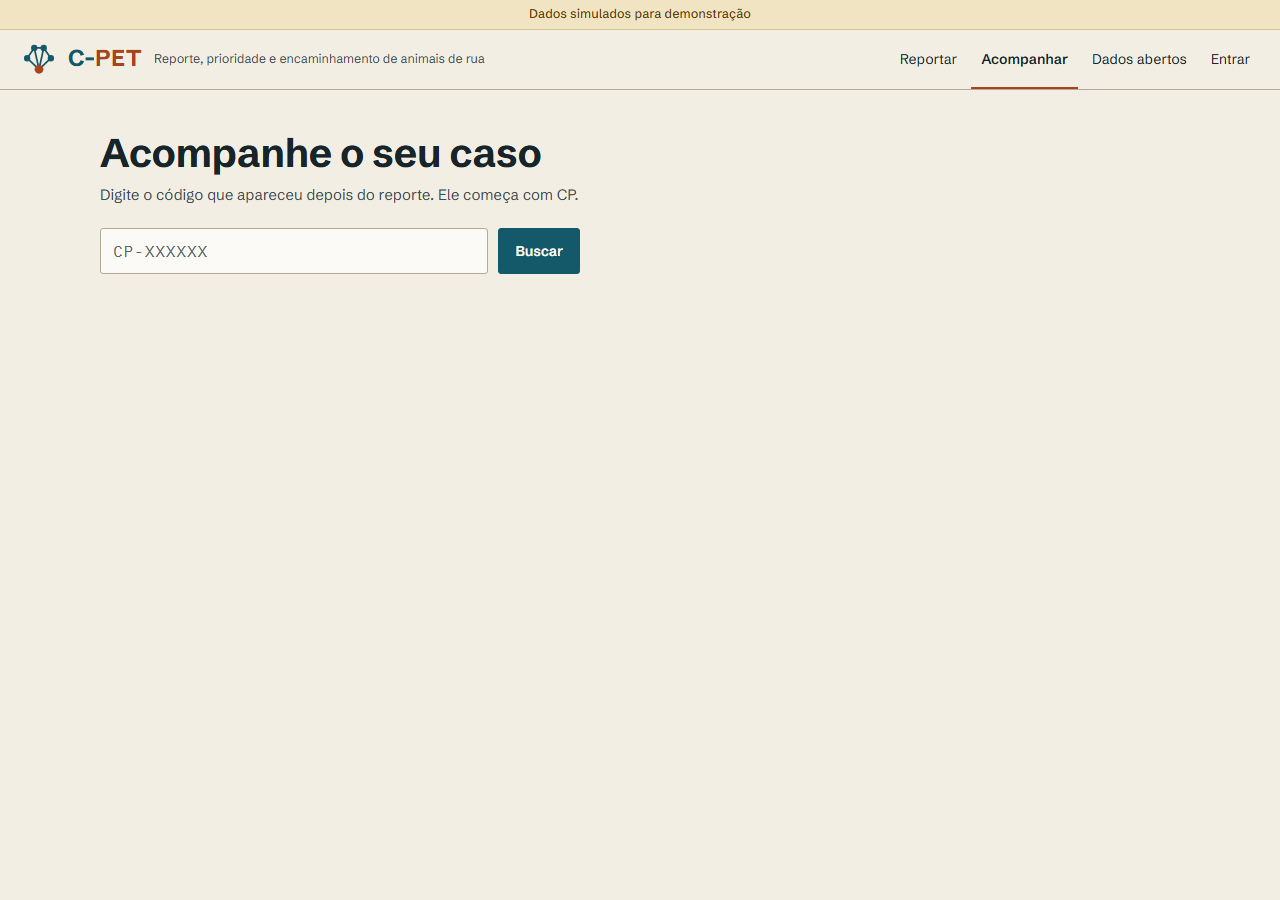 Dados simulados para demonstração
C-PET Reporte, prioridade e encaminhamento de animais de rua Reportar Acompanhar Dados abertos Entrar
Acompanhe o seu caso
Digite o código que apareceu depois do reporte. Ele começa com CP.
CP-XXXXXX Buscar